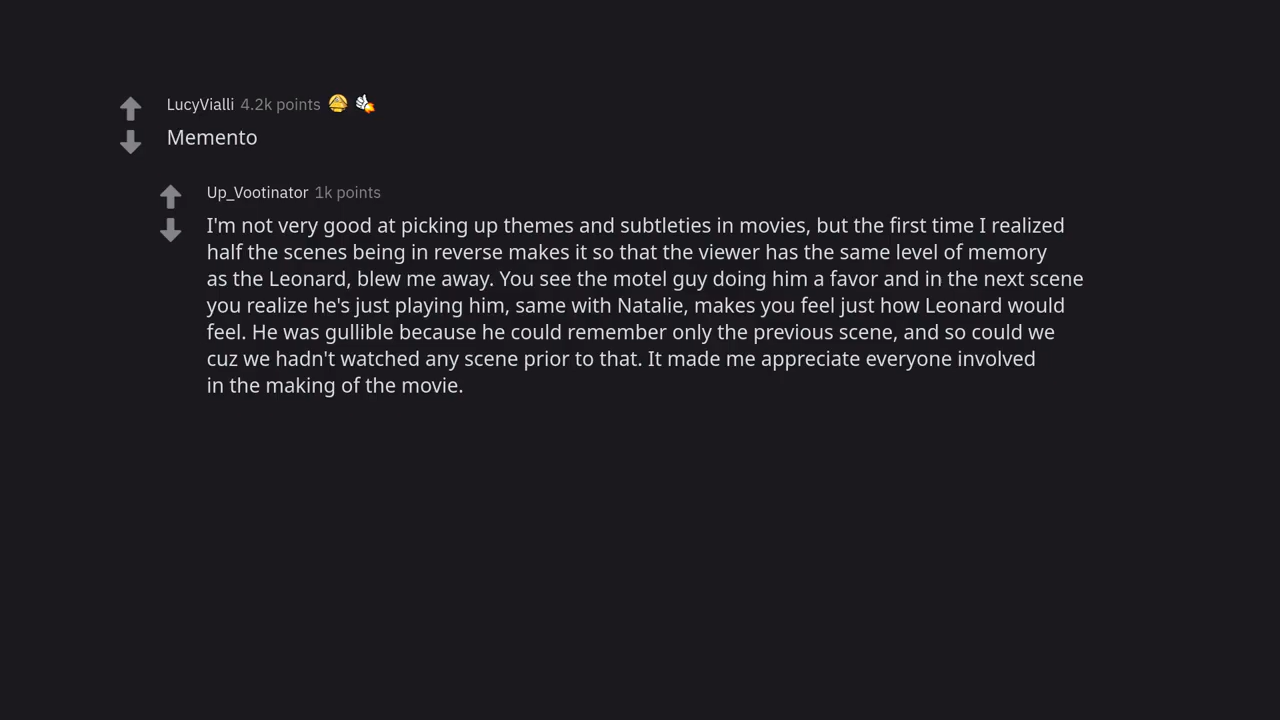 LucyVialli 4.2k points
Memento
Up_Vootinator 1k points
I'm not very good at picking up themes and subtleties in movies, but the first time I realized
half the scenes being in reverse makes it so that the viewer has the same level of memory
as the Leonard, blew me away. You see the motel guy doing him a favor and in the next scene
you realize he's just playing him, same with Natalie, makes you feel just how Leonard would
feel. He was gullible because he could remember only the previous scene, and so could we
cuz we hadn't watched any scene prior to that. It made me appreciate everyone involved
in the making of the movie.